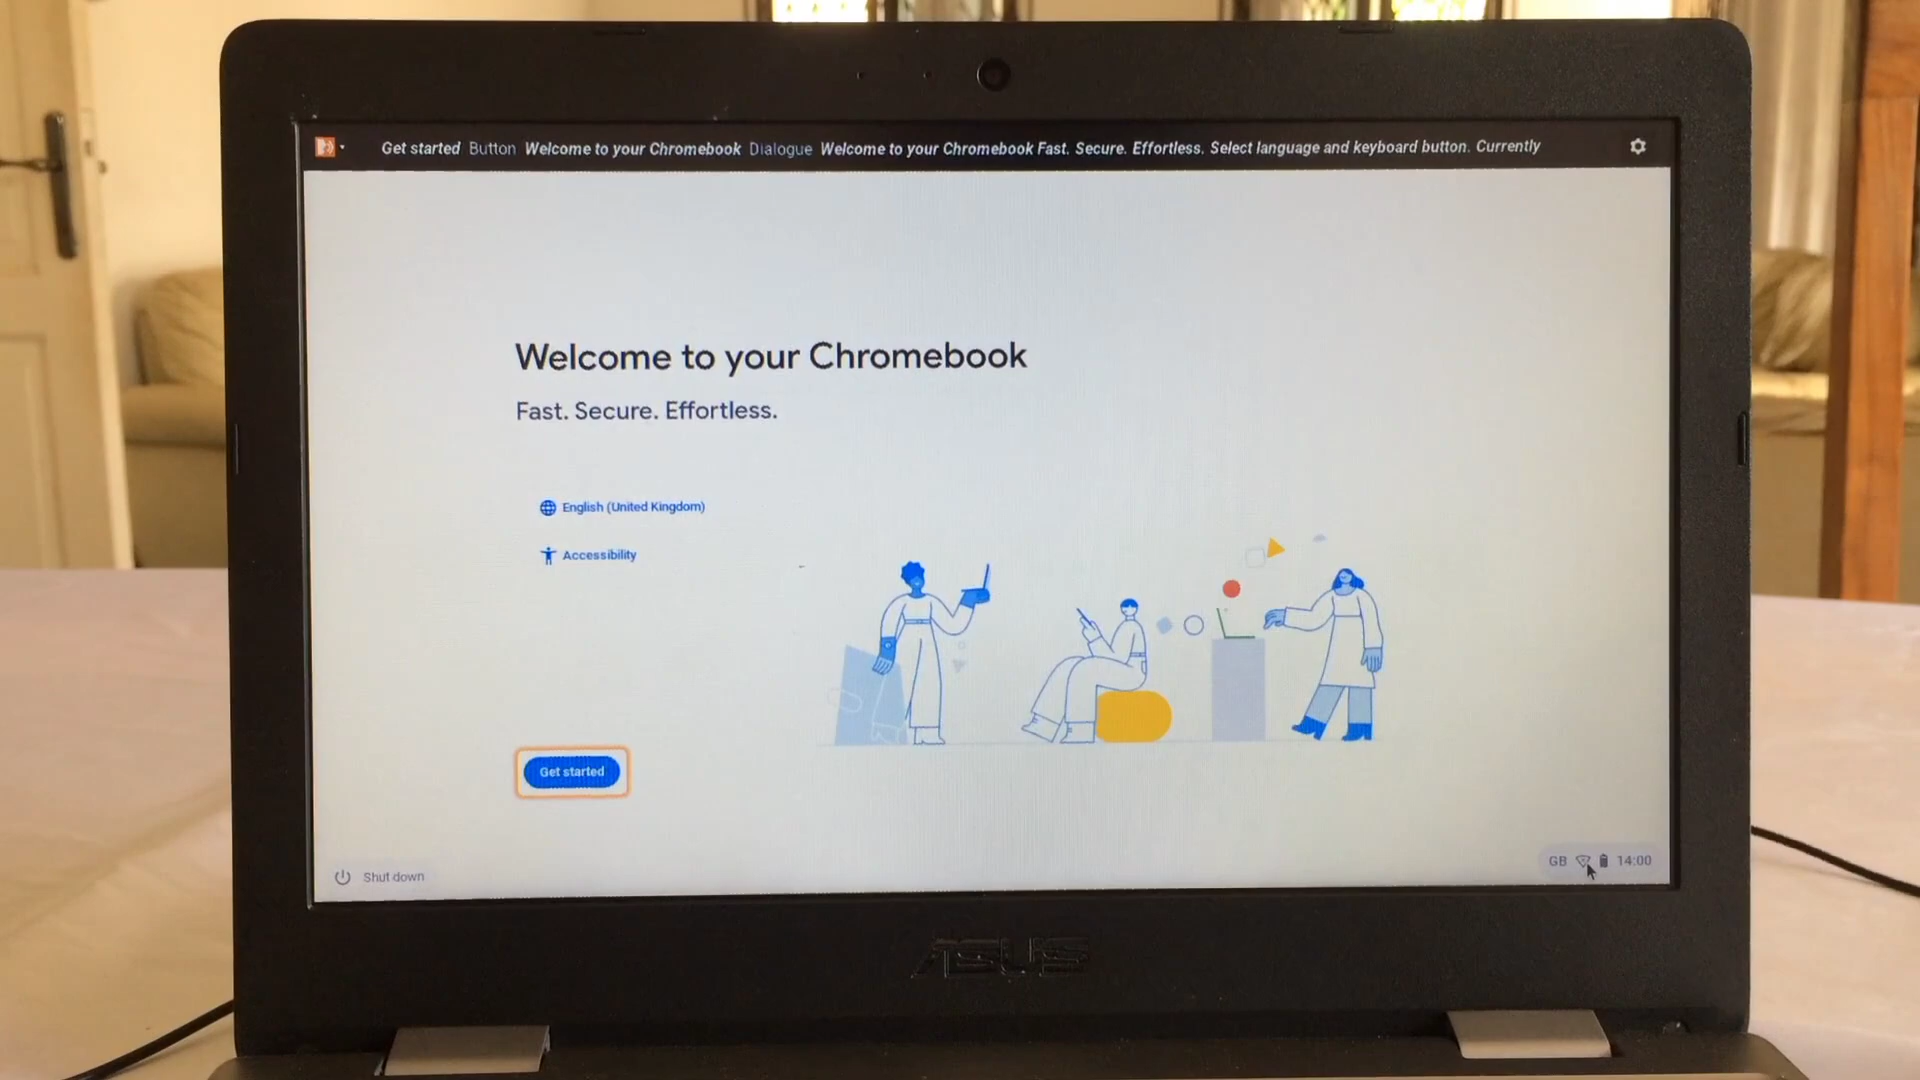 Get started Button Welcome to your Chromebook Dialogue Welcome to your Chromebook Fast. Secure. Effortless. Select language and keyboard button. Currently
Welcome to your Chromebook
Fast. Secure. Effortless.
English (United Kingdom)
Accessibility
Get started
Shut down
GB 14:00
ASUS